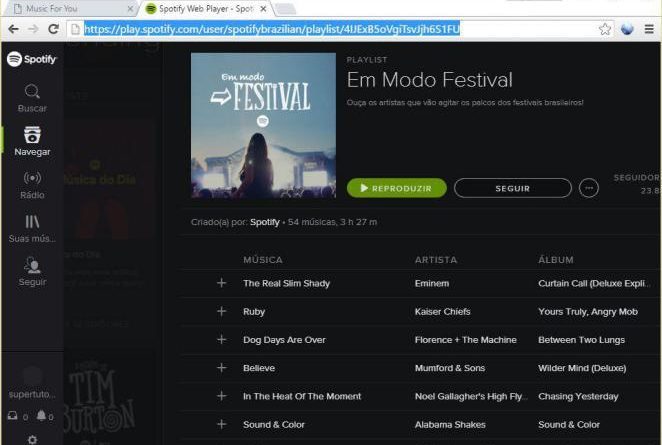 Music For You
Spotify Web Player - Spoti
https://play.spotify.com/user/spotifybrazilian/playlist/4JJExB5oVgiTsvJjh6S1FU
Spotify
Buscar
Navegar
Rádio
Suas mús...
Seguir
supertuto...
0 0
Música do Dia
TIM
BURTON
Em modo
FESTIVAL
PLAYLIST
Em Modo Festival
Ouça os artistas que vão agitar os palcos dos festivais brasileiros!
REPRODUZIR
SEGUIR
SEGUIDOR
23.8
Criado(a) por: Spotify • 54 músicas, 3 h 27 m
MÚSICA ARTISTA ÁLBUM
The Real Slim Shady Eminem Curtain Call (Deluxe Expli...
Ruby Kaiser Chiefs Yours Truly, Angry Mob
Dog Days Are Over Florence + The Machine Between Two Lungs
Believe Mumford & Sons Wilder Mind (Deluxe)
In The Heat Of The Moment Noel Gallagher's High Fly... Chasing Yesterday
Sound & Color Alabama Shakes Sound & Color